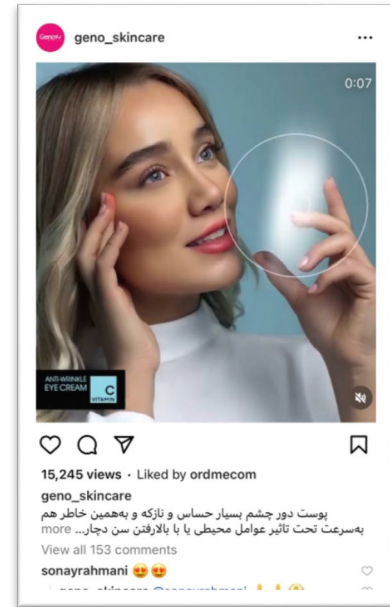 Geno
geno_skincare
0:07
ANTI-WRINKLE
EYE CREAM
C
VITAMIN
15,245 views · Liked by ordmecom
geno_skincare
پوست دور چشم بسیار حساس و نازکه و به‌همین خاطر هم
به‌سرعت تحت تاثیر عوامل محیطی یا با بالارفتن سن دچار... more
View all 153 comments
sonayrahmani 😍😍